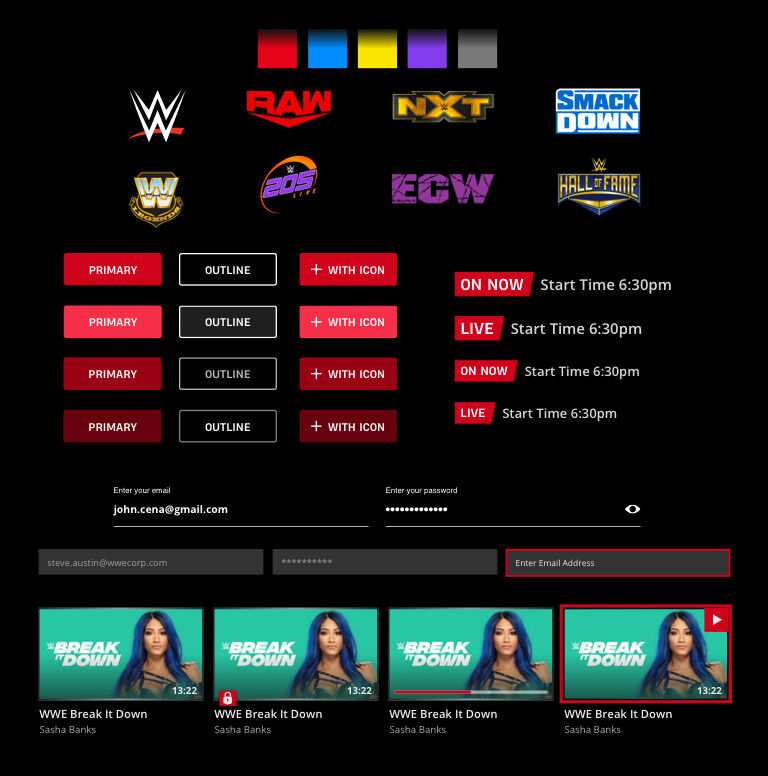 W
RAW
NXT
SMACK
DOWN
W
LEGENDS
W
205
LIVE
ECW
W
HALL OF FAME
PRIMARY
OUTLINE
+ WITH ICON
PRIMARY
OUTLINE
+ WITH ICON
PRIMARY
OUTLINE
+ WITH ICON
PRIMARY
OUTLINE
+ WITH ICON
ON NOW Start Time 6:30pm
LIVE Start Time 6:30pm
ON NOW Start Time 6:30pm
LIVE Start Time 6:30pm
Enter your email
john.cena@gmail.com
Enter your password
•••••••••••••
steve.austin@wwecorp.com
**********
Enter Email Address
BREAK
IT DOWN
13:22
WWE Break It Down
Sasha Banks
BREAK
IT DOWN
13:22
WWE Break It Down
Sasha Banks
BREAK
IT DOWN
WWE Break It Down
Sasha Banks
BREAK
IT DOWN
13:22
WWE Break It Down
Sasha Banks